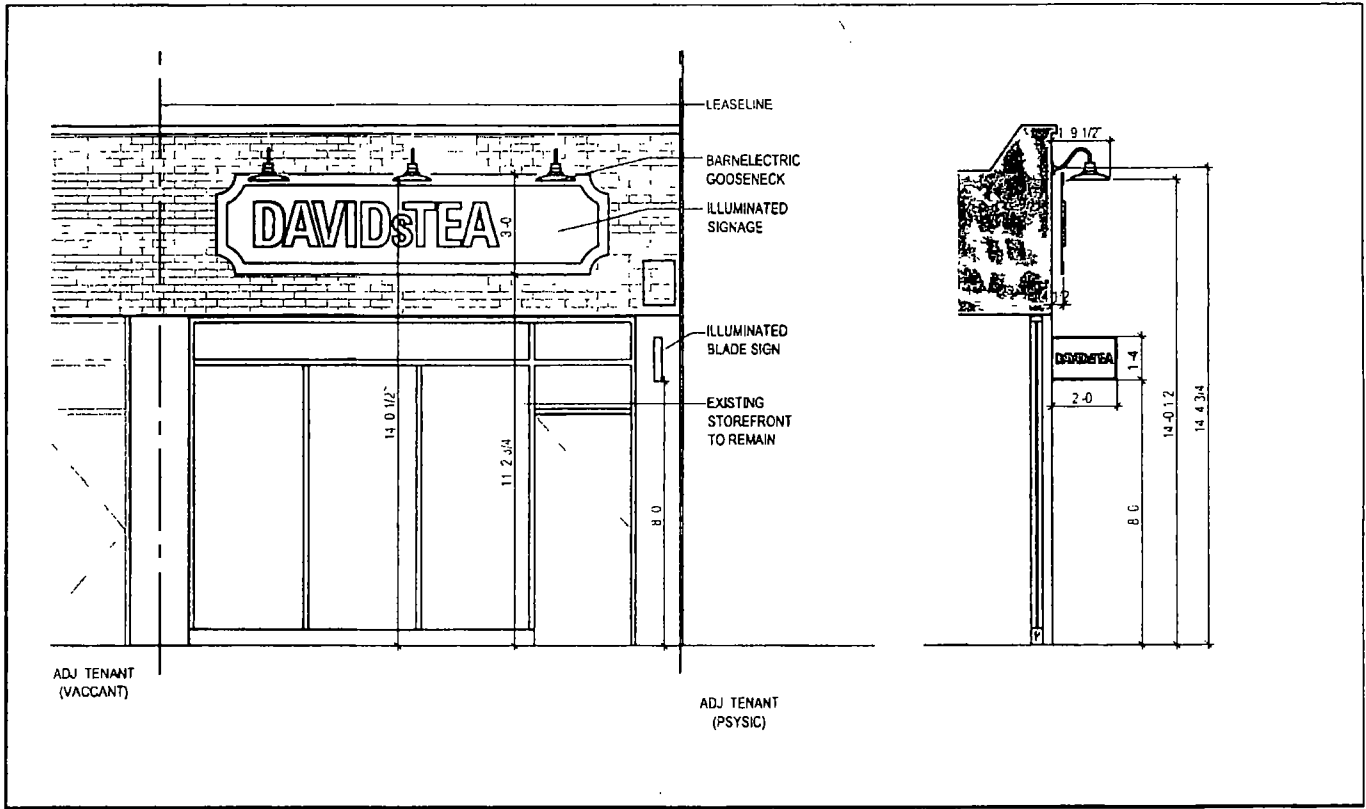 LEASELINE
BARNELECTRIC
GOOSENECK
DAVIDsTEA
3-0
ILLUMINATED
SIGNAGE
ILLUMINATED
BLADE SIGN
EXISTING
STOREFRONT
TO REMAIN
14 0 1/2"
11 2 3/4
8 0
ADJ TENANT
(VACCANT)
ADJ TENANT
(PSYSIC)
1 9 1/2"
DAVIDsTEA
1-4
2-0
14-0 1 2
14 4 3/4